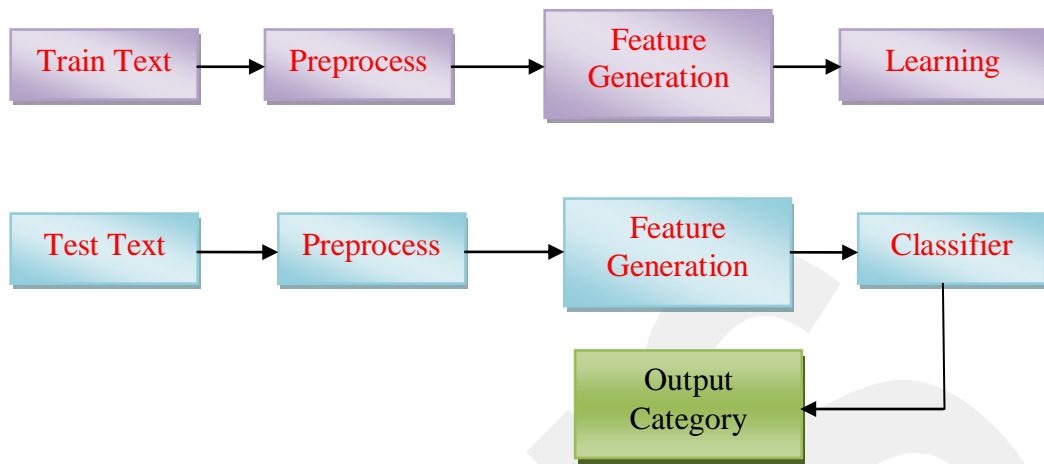 Train Text
Preprocess
Feature
Generation
Learning
Test Text
Preprocess
Feature
Generation
Classifier
Output
Category